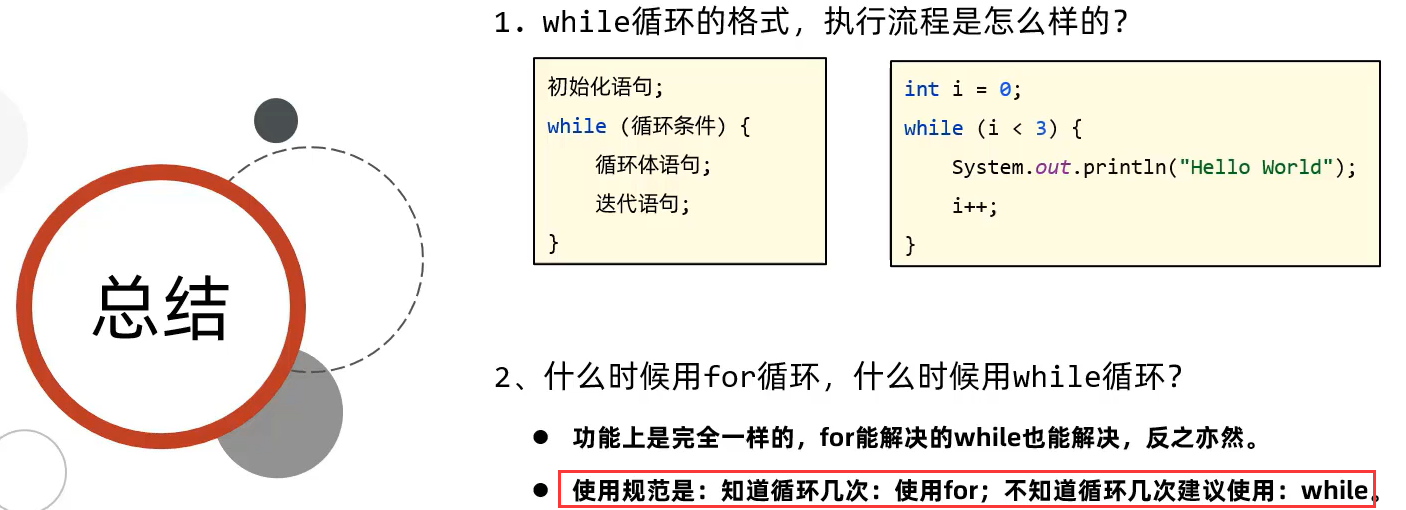 总结
1. while循环的格式，执行流程是怎么样的？
初始化语句;
while (循环条件) {
    循环体语句;
    迭代语句;
}
int i = 0;
while (i < 3) {
    System.out.println("Hello World");
    i++;
}
2、什么时候用for循环，什么时候用while循环？
● 功能上是完全一样的，for能解决的while也能解决，反之亦然。
● 使用规范是：知道循环几次：使用for；不知道循环几次建议使用：while。